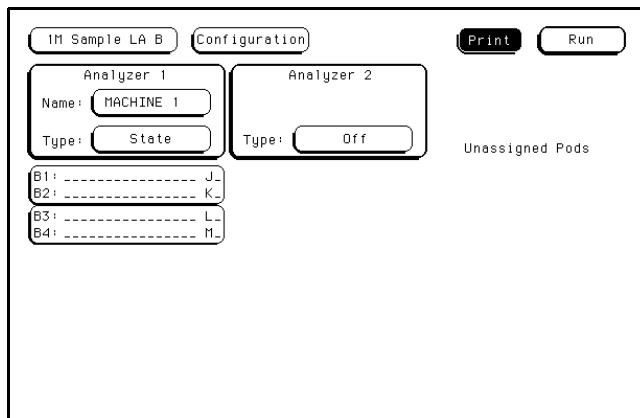 1M Sample LA B Configuration Print Run
Analyzer 1
Name: MACHINE 1
Type: State
Analyzer 2
Type: Off
Unassigned Pods
B1: ________________ J_
B2: ________________ K_
B3: ________________ L_
B4: ________________ M_